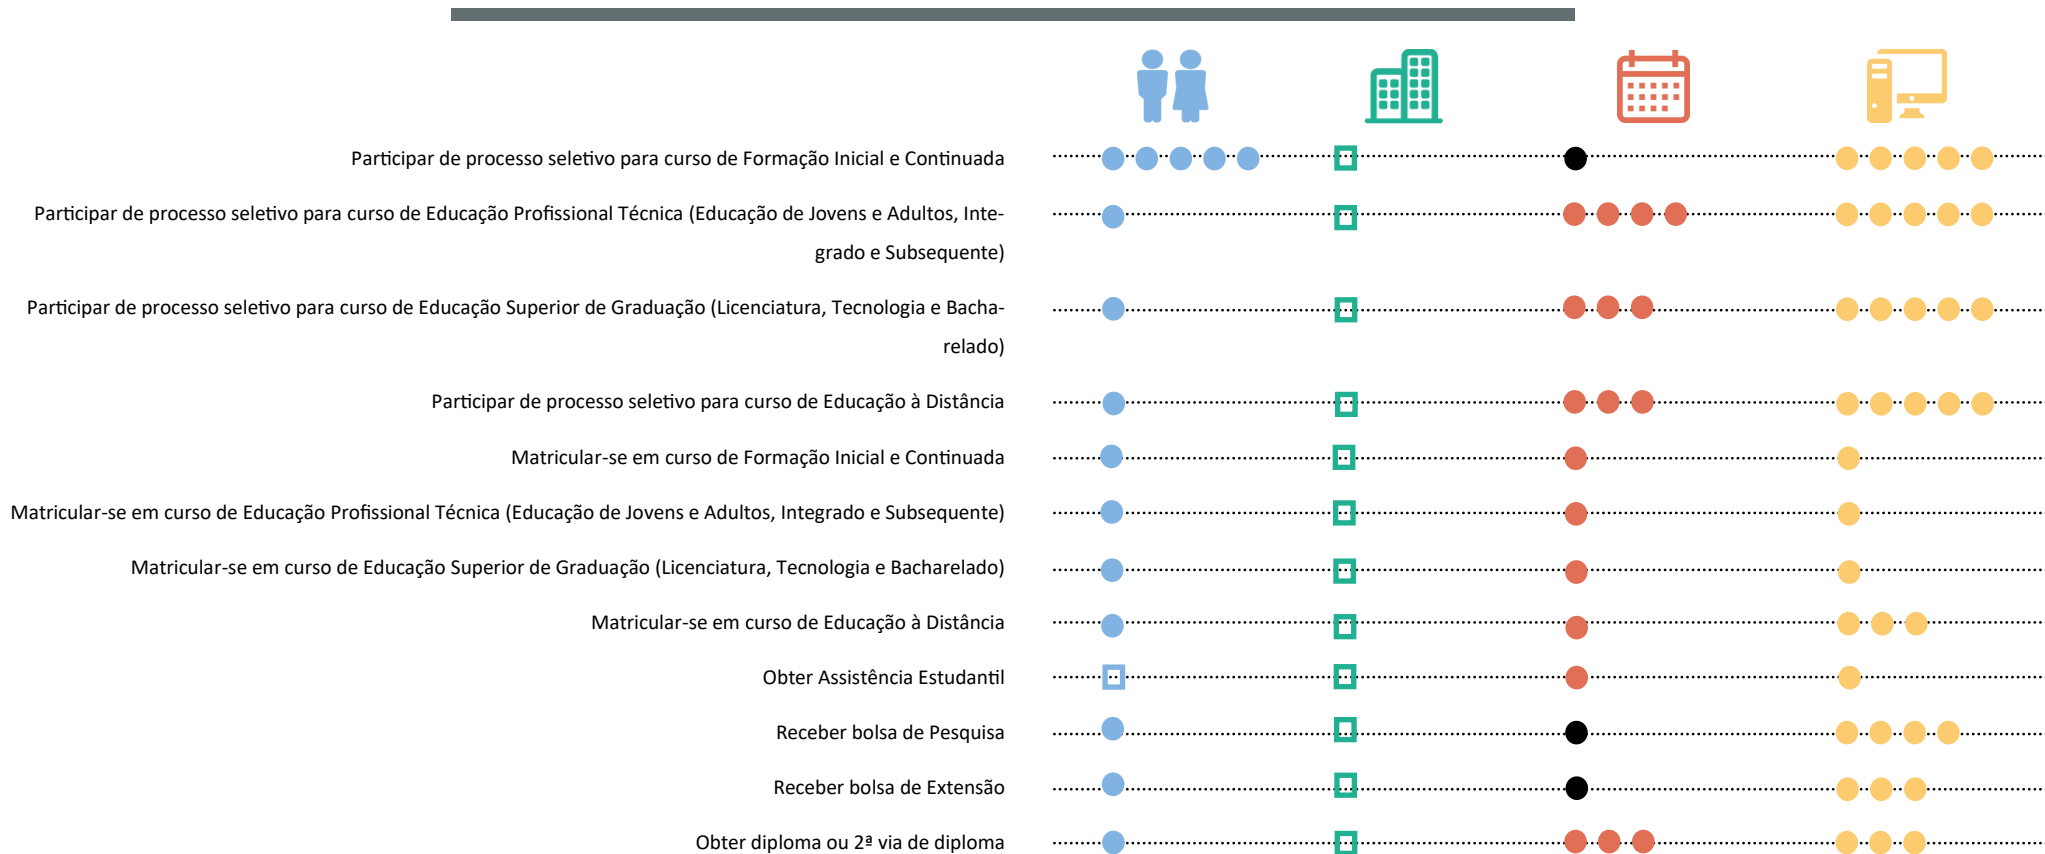 Participar de processo seletivo para curso de Formação Inicial e Continuada
Participar de processo seletivo para curso de Educação Profissional Técnica (Educação de Jovens e Adultos, Inte-
grado e Subsequente)
Participar de processo seletivo para curso de Educação Superior de Graduação (Licenciatura, Tecnologia e Bacha-
relado)
Participar de processo seletivo para curso de Educação à Distância
Matricular-se em curso de Formação Inicial e Continuada
Matricular-se em curso de Educação Profissional Técnica (Educação de Jovens e Adultos, Integrado e Subsequente)
Matricular-se em curso de Educação Superior de Graduação (Licenciatura, Tecnologia e Bacharelado)
Matricular-se em curso de Educação à Distância
Obter Assistência Estudantil
Receber bolsa de Pesquisa
Receber bolsa de Extensão
Obter diploma ou 2ª via de diploma